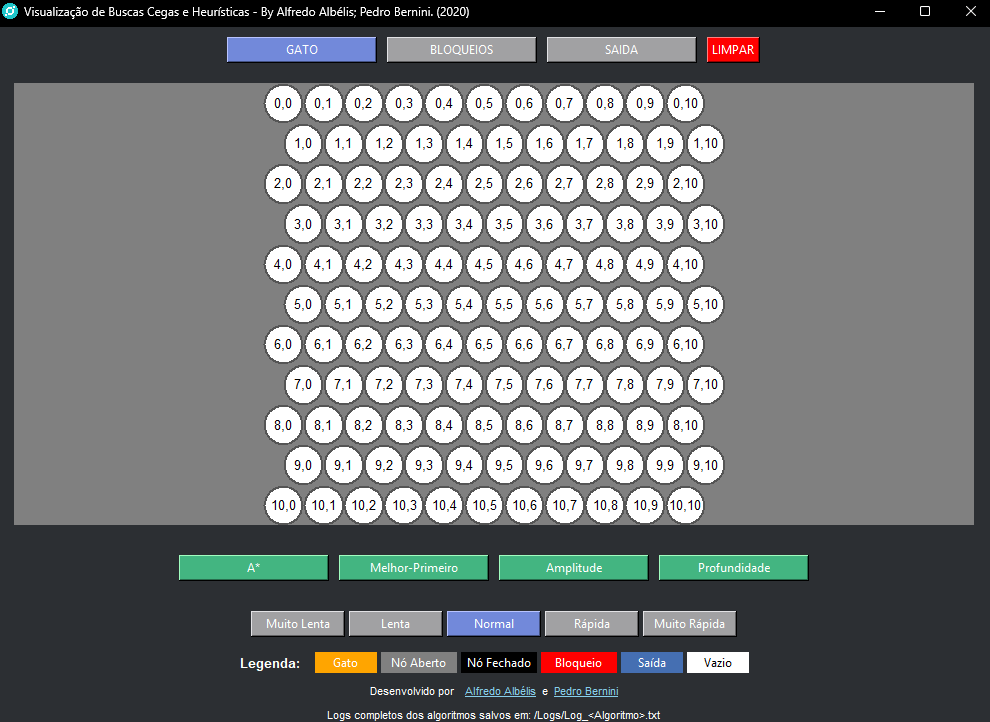 Visualização de Buscas Cegas e Heurísticas - By Alfredo Albélis; Pedro Bernini. (2020)
GATO BLOQUEIOS SAIDA LIMPAR
0,0 0,1 0,2 0,3 0,4 0,5 0,6 0,7 0,8 0,9 0,10
1,0 1,1 1,2 1,3 1,4 1,5 1,6 1,7 1,8 1,9 1,10
2,0 2,1 2,2 2,3 2,4 2,5 2,6 2,7 2,8 2,9 2,10
3,0 3,1 3,2 3,3 3,4 3,5 3,6 3,7 3,8 3,9 3,10
4,0 4,1 4,2 4,3 4,4 4,5 4,6 4,7 4,8 4,9 4,10
5,0 5,1 5,2 5,3 5,4 5,5 5,6 5,7 5,8 5,9 5,10
6,0 6,1 6,2 6,3 6,4 6,5 6,6 6,7 6,8 6,9 6,10
7,0 7,1 7,2 7,3 7,4 7,5 7,6 7,7 7,8 7,9 7,10
8,0 8,1 8,2 8,3 8,4 8,5 8,6 8,7 8,8 8,9 8,10
9,0 9,1 9,2 9,3 9,4 9,5 9,6 9,7 9,8 9,9 9,10
10,0 10,1 10,2 10,3 10,4 10,5 10,6 10,7 10,8 10,9 10,10
A* Melhor-Primeiro Amplitude Profundidade
Muito Lenta Lenta Normal Rápida Muito Rápida
Legenda: Gato Nó Aberto Nó Fechado Bloqueio Saída Vazio
Desenvolvido por Alfredo Albélis e Pedro Bernini
Logs completos dos algoritmos salvos em: /Logs/Log_<Algoritmo>.txt